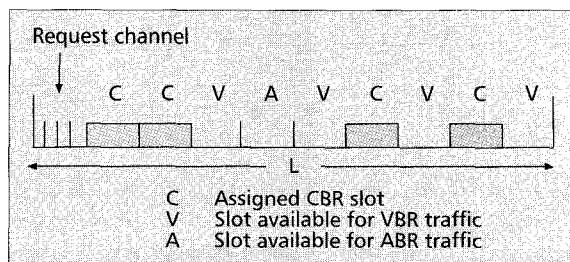 Request channel
C C V A V C V C V
L
C Assigned CBR slot
V Slot available for VBR traffic
A Slot available for ABR traffic